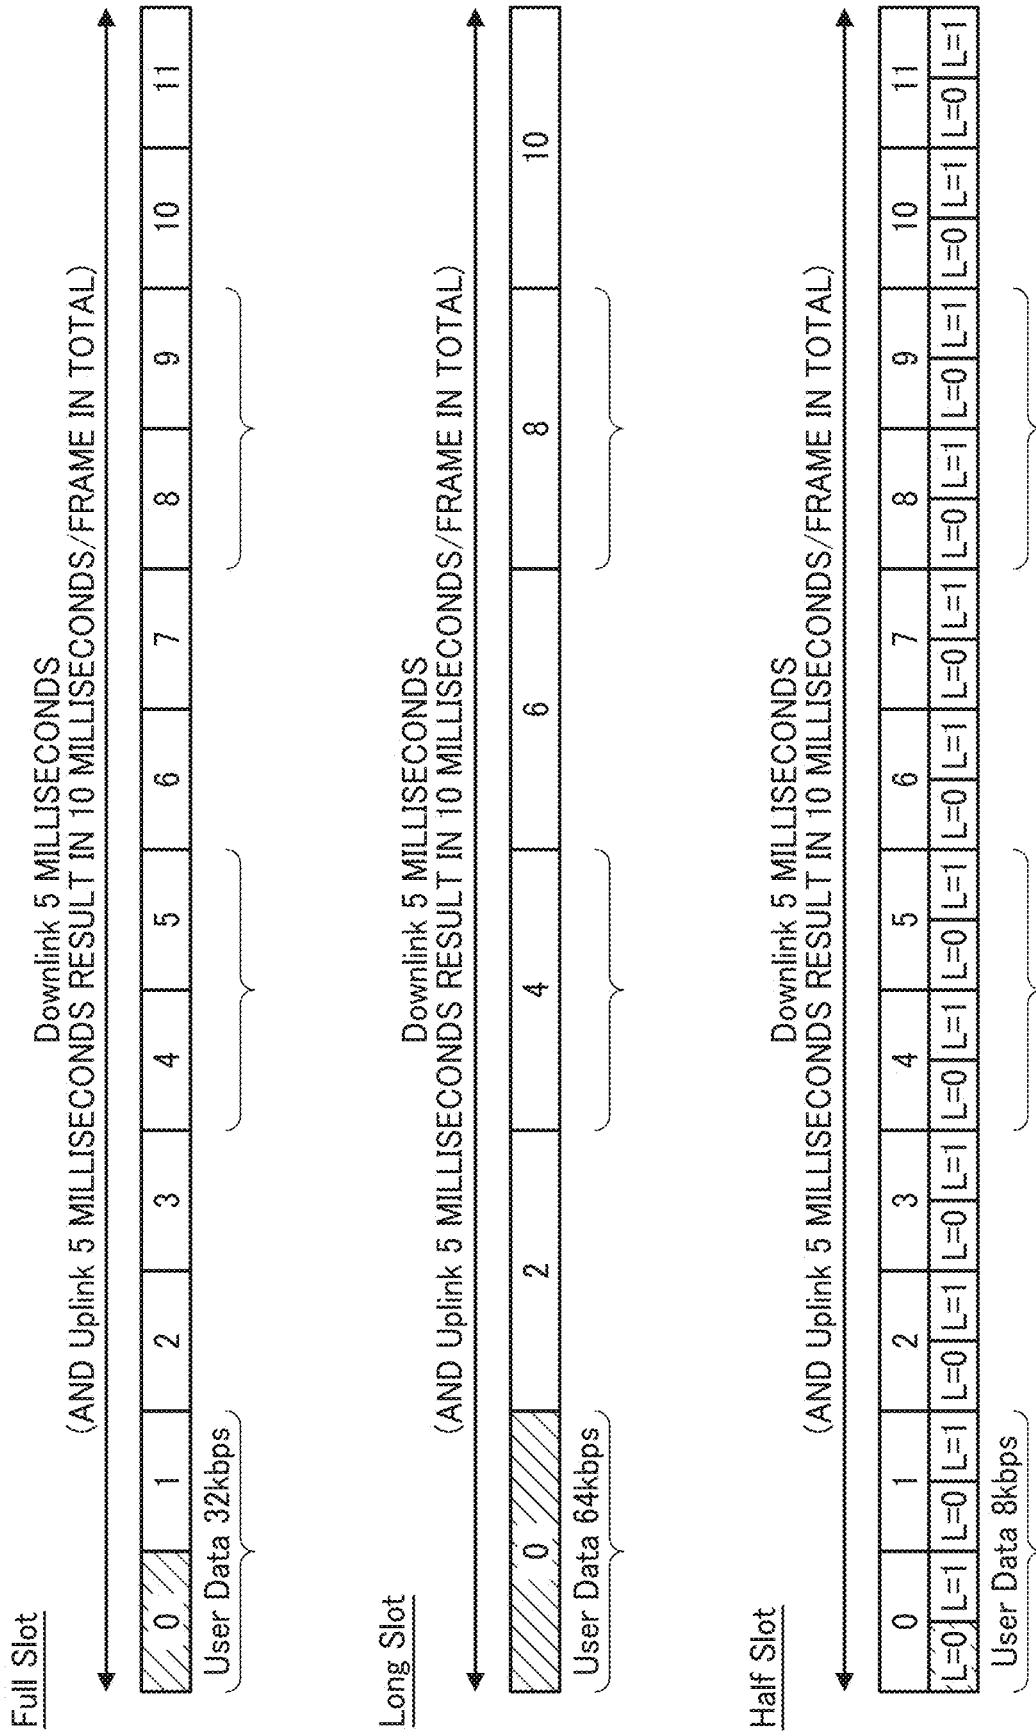 Full Slot
Downlink 5 MILLISECONDS
(AND Uplink 5 MILLISECONDS RESULT IN 10 MILLISECONDS/FRAME IN TOTAL)
0 1 2 3 4 5 6 7 8 9 10 11
User Data 32kbps
Long Slot
Downlink 5 MILLISECONDS
(AND Uplink 5 MILLISECONDS RESULT IN 10 MILLISECONDS/FRAME IN TOTAL)
0 2 4 6 8 10
User Data 64kbps
Half Slot
Downlink 5 MILLISECONDS
(AND Uplink 5 MILLISECONDS RESULT IN 10 MILLISECONDS/FRAME IN TOTAL)
0 1 2 3 4 5 6 7 8 9 10 11
L=0 L=1 L=0 L=1 L=0 L=1 L=0 L=1 L=0 L=1 L=0 L=1 L=0 L=1 L=0 L=1 L=0 L=1 L=0 L=1 L=0 L=1 L=0 L=1
User Data 8kbps